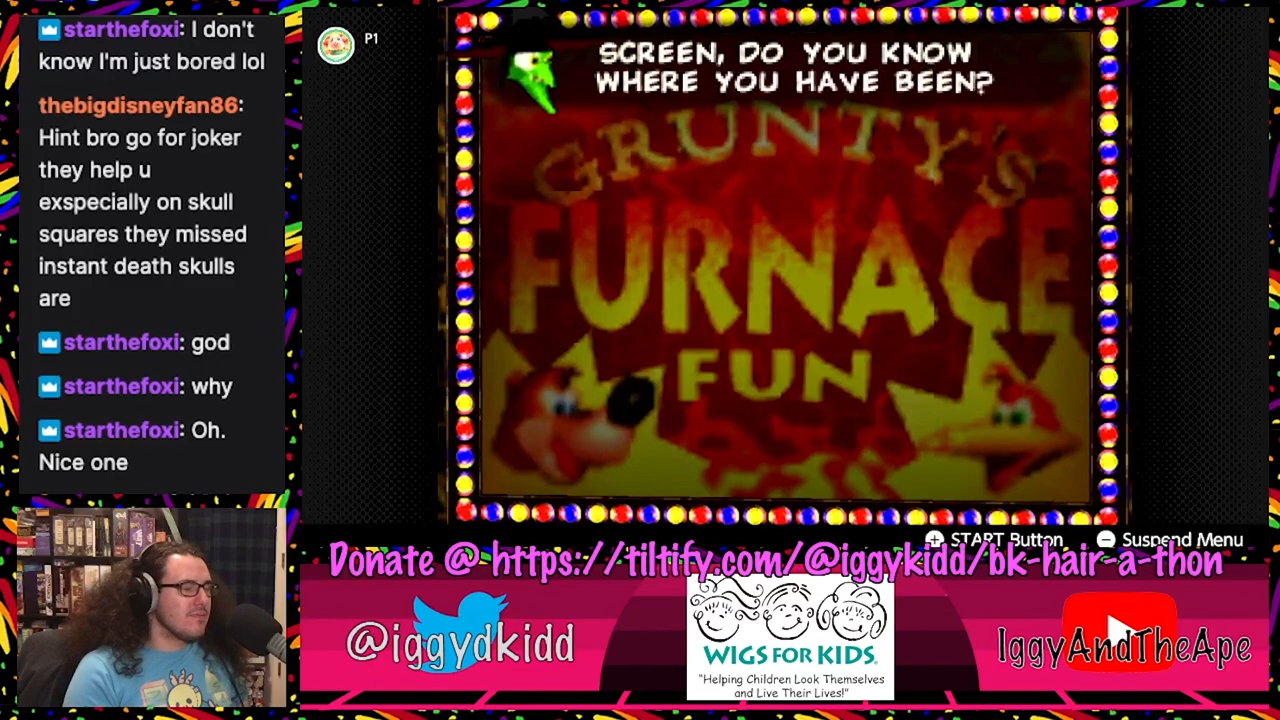 starthefoxi: I don't
know I'm just bored lol
thebigdisneyfan86:
Hint bro go for joker
they help u
exspecially on skull
squares they missed
instant death skulls
are
starthefoxi: god
starthefoxi: why
starthefoxi: Oh.
Nice one
P1
SCREEN, DO YOU KNOW
WHERE YOU HAVE BEEN?
GRUNTY'S
FURNACE
FUN
START Button
Suspend Menu
Donate @ https://tiltify.com/@iggykidd/bk-hair-a-thon
@iggydkidd
WIGS FOR KIDS.
"Helping Children Look Themselves
and Live Their Lives!"
IggyAndTheApe